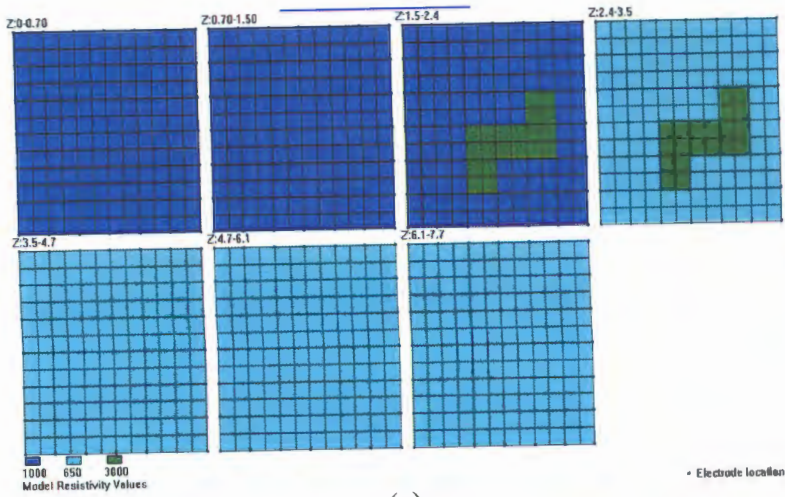 Z:0-0.70
Z:0.70-1.50
Z:1.5-2.4
Z:2.4-3.5
Z:3.5-4.7
Z:4.7-6.1
Z:6.1-7.7
1000 650 3000
Model Resistivity Values
• Electrode location